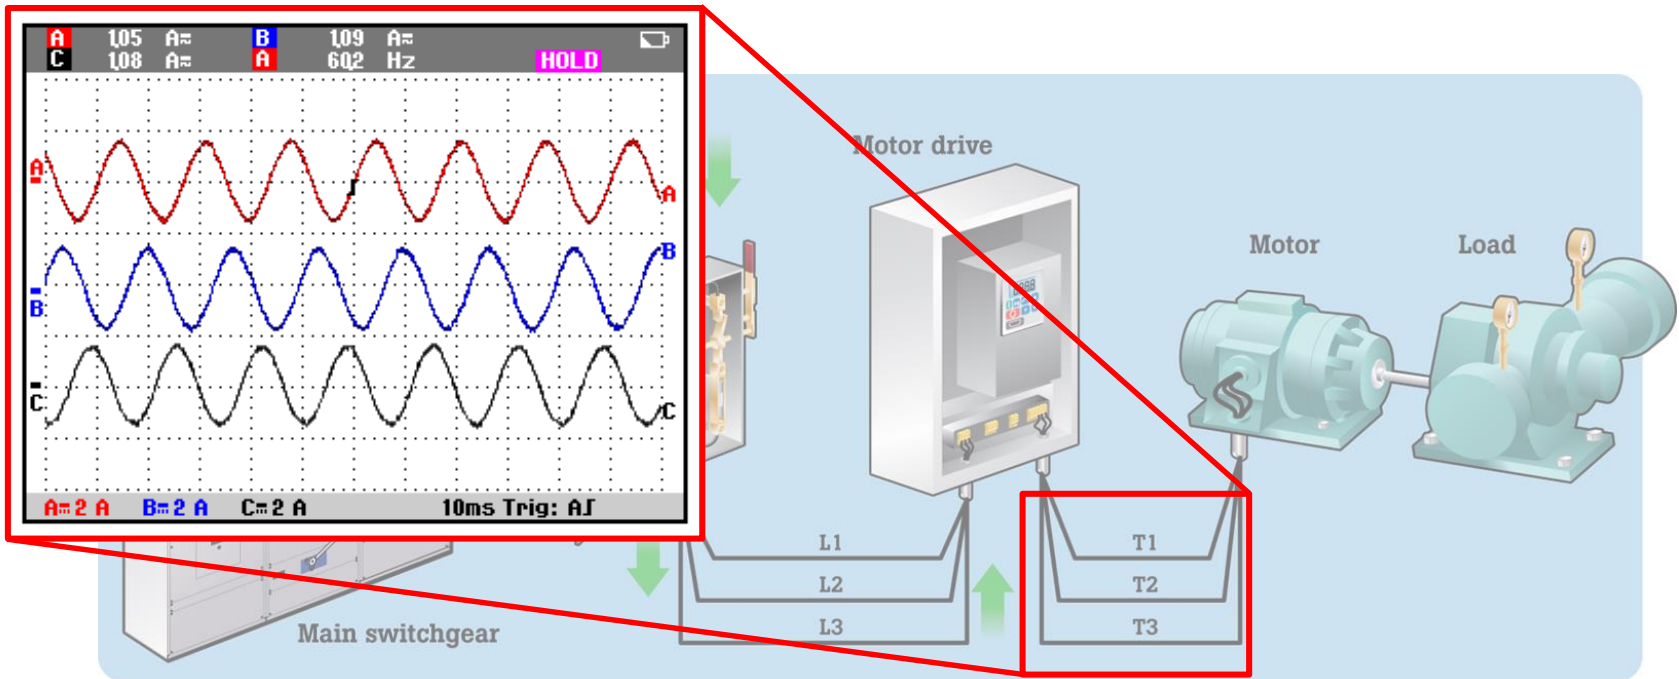 A 1.05 A≂ B 1.09 A≂
C 1.08 A≂ A 60.2 Hz HOLD
A
A
B
B
C
C
A≂2 A B≂2 A C≂2 A 10ms Trig: A∫
Motor drive
Motor
Load
L1
L2
L3
T1
T2
T3
Main switchgear